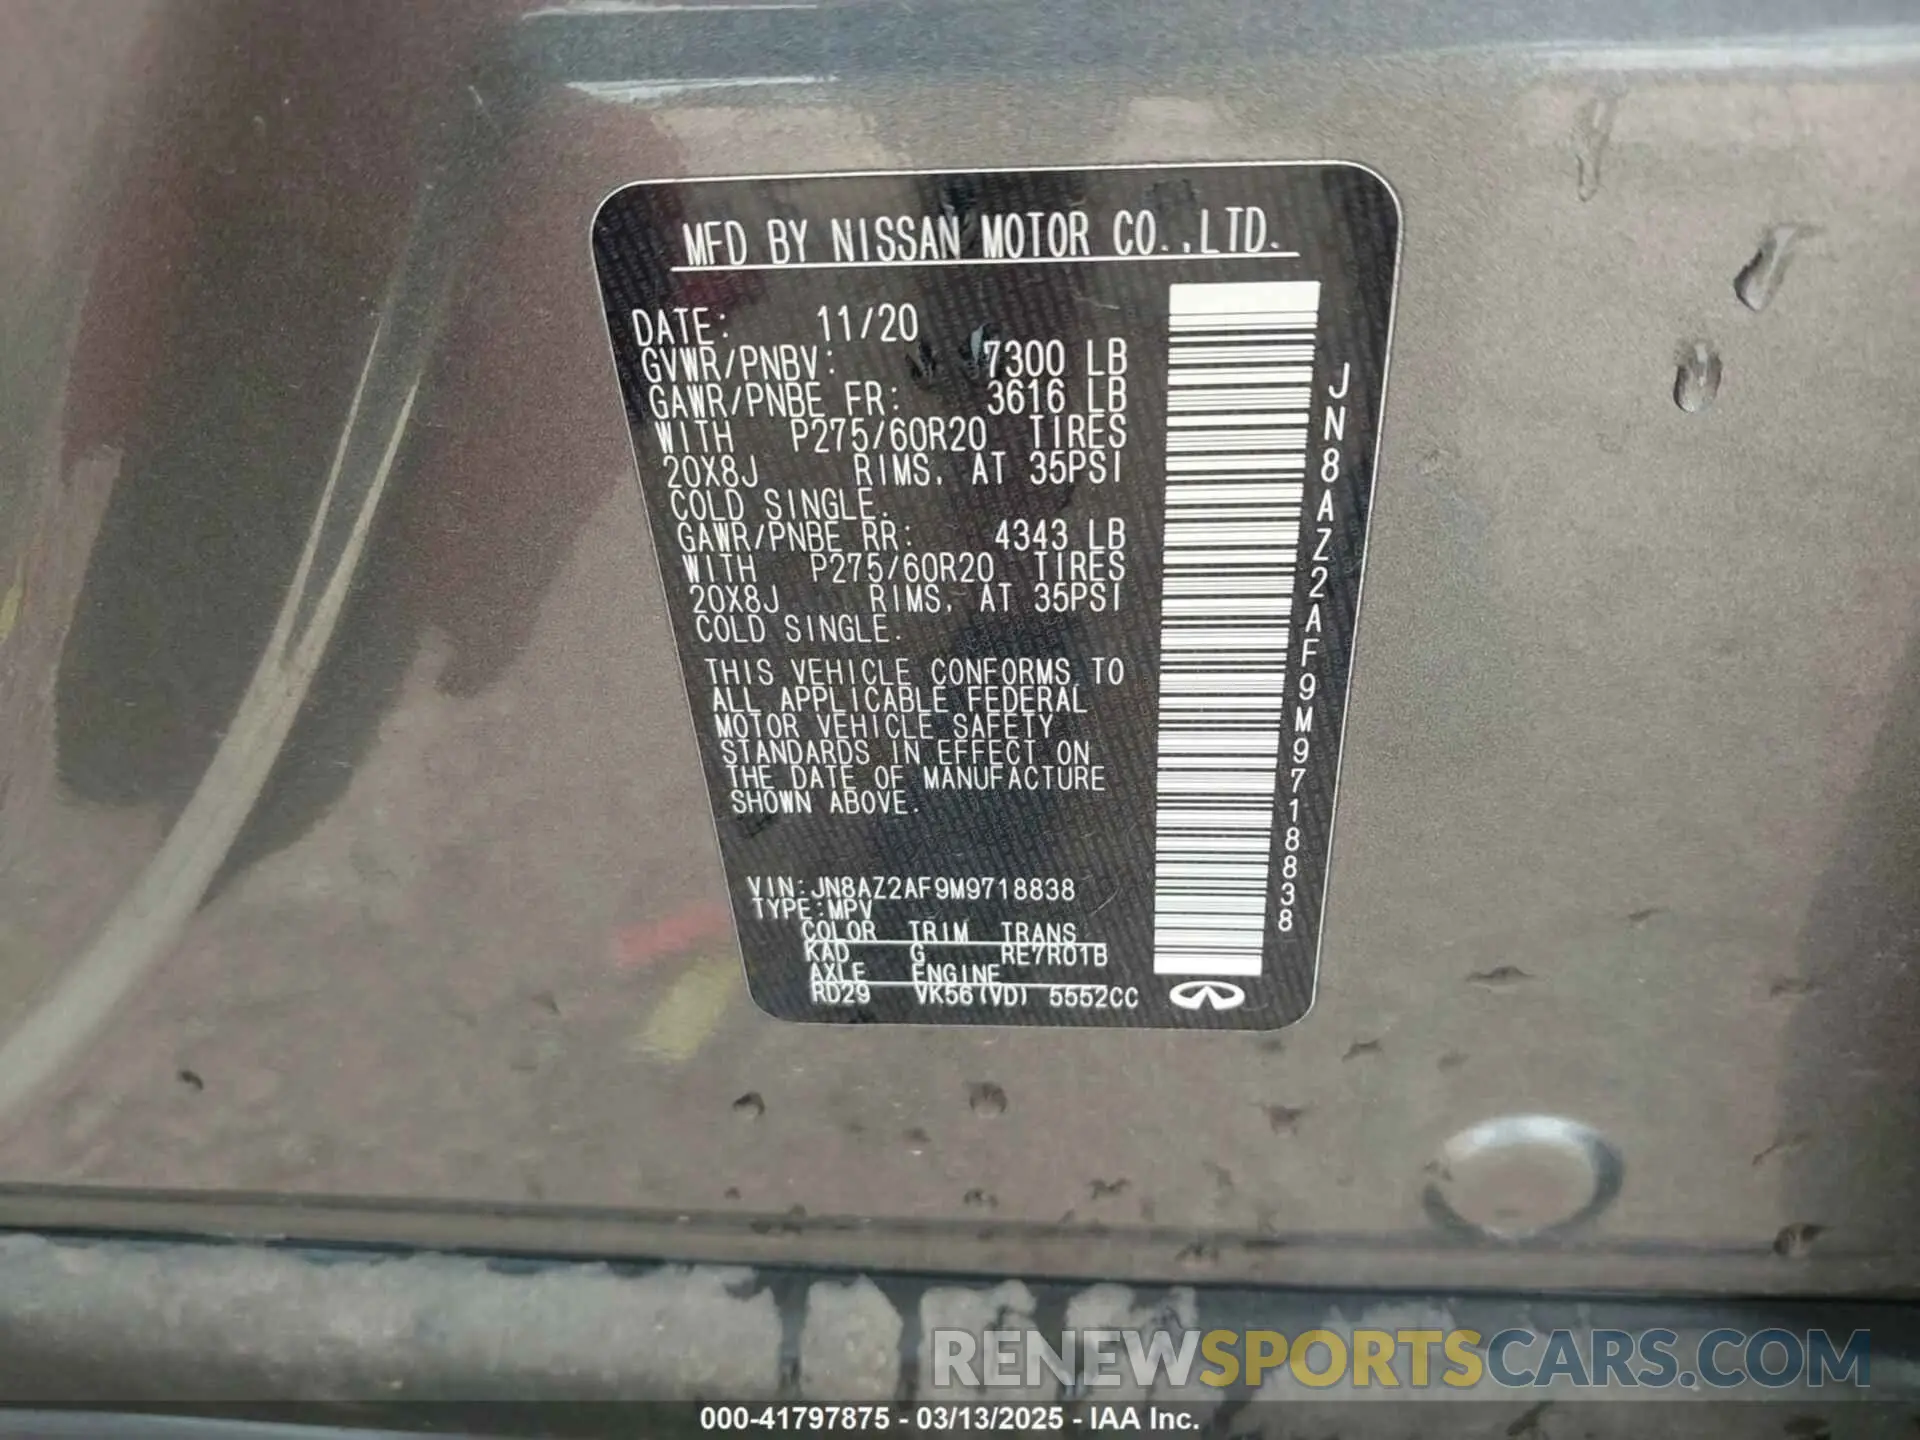 MFD BY NISSAN MOTOR CO.,LTD.
DATE: 11/20
GVWR/PNBV: 7300 LB
GAWR/PNBE FR: 3616 LB
WITH P275/60R20 TIRES
20X8J RIMS, AT 35PSI
COLD SINGLE.
GAWR/PNBE RR: 4343 LB
WITH P275/60R20 TIRES
20X8J RIMS, AT 35PSI
COLD SINGLE.
THIS VEHICLE CONFORMS TO
ALL APPLICABLE FEDERAL
MOTOR VEHICLE SAFETY
STANDARDS IN EFFECT ON
THE DATE OF MANUFACTURE
SHOWN ABOVE.
VIN:JN8AZ2AF9M9718838
TYPE:MPV
COLOR TRIM TRANS
KAD G RE7R01B
AXLE ENGINE
RD29 VK56(VD) 5552CC
JN8AZ2AF9M9718838
RENEWSPORTSCARS.COM
000-41797875 - 03/13/2025 - IAA Inc.